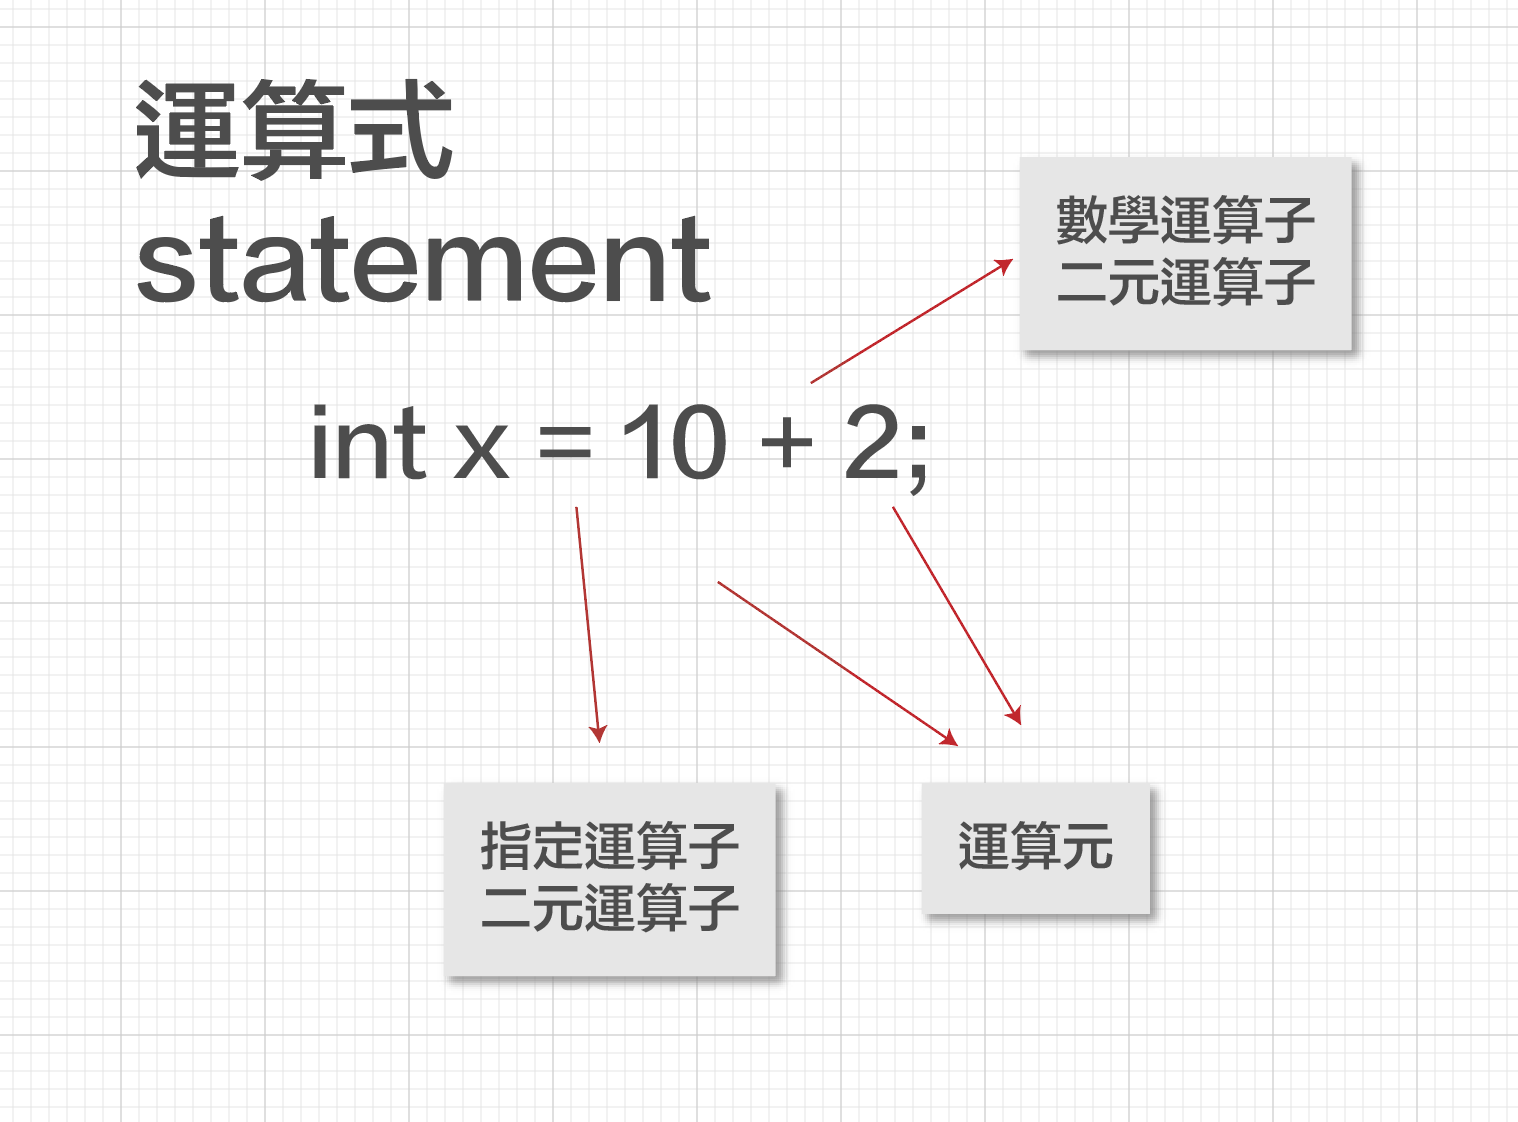 運算式
statement
數學運算子
二元運算子
int x = 10 + 2;
指定運算子
二元運算子
運算元